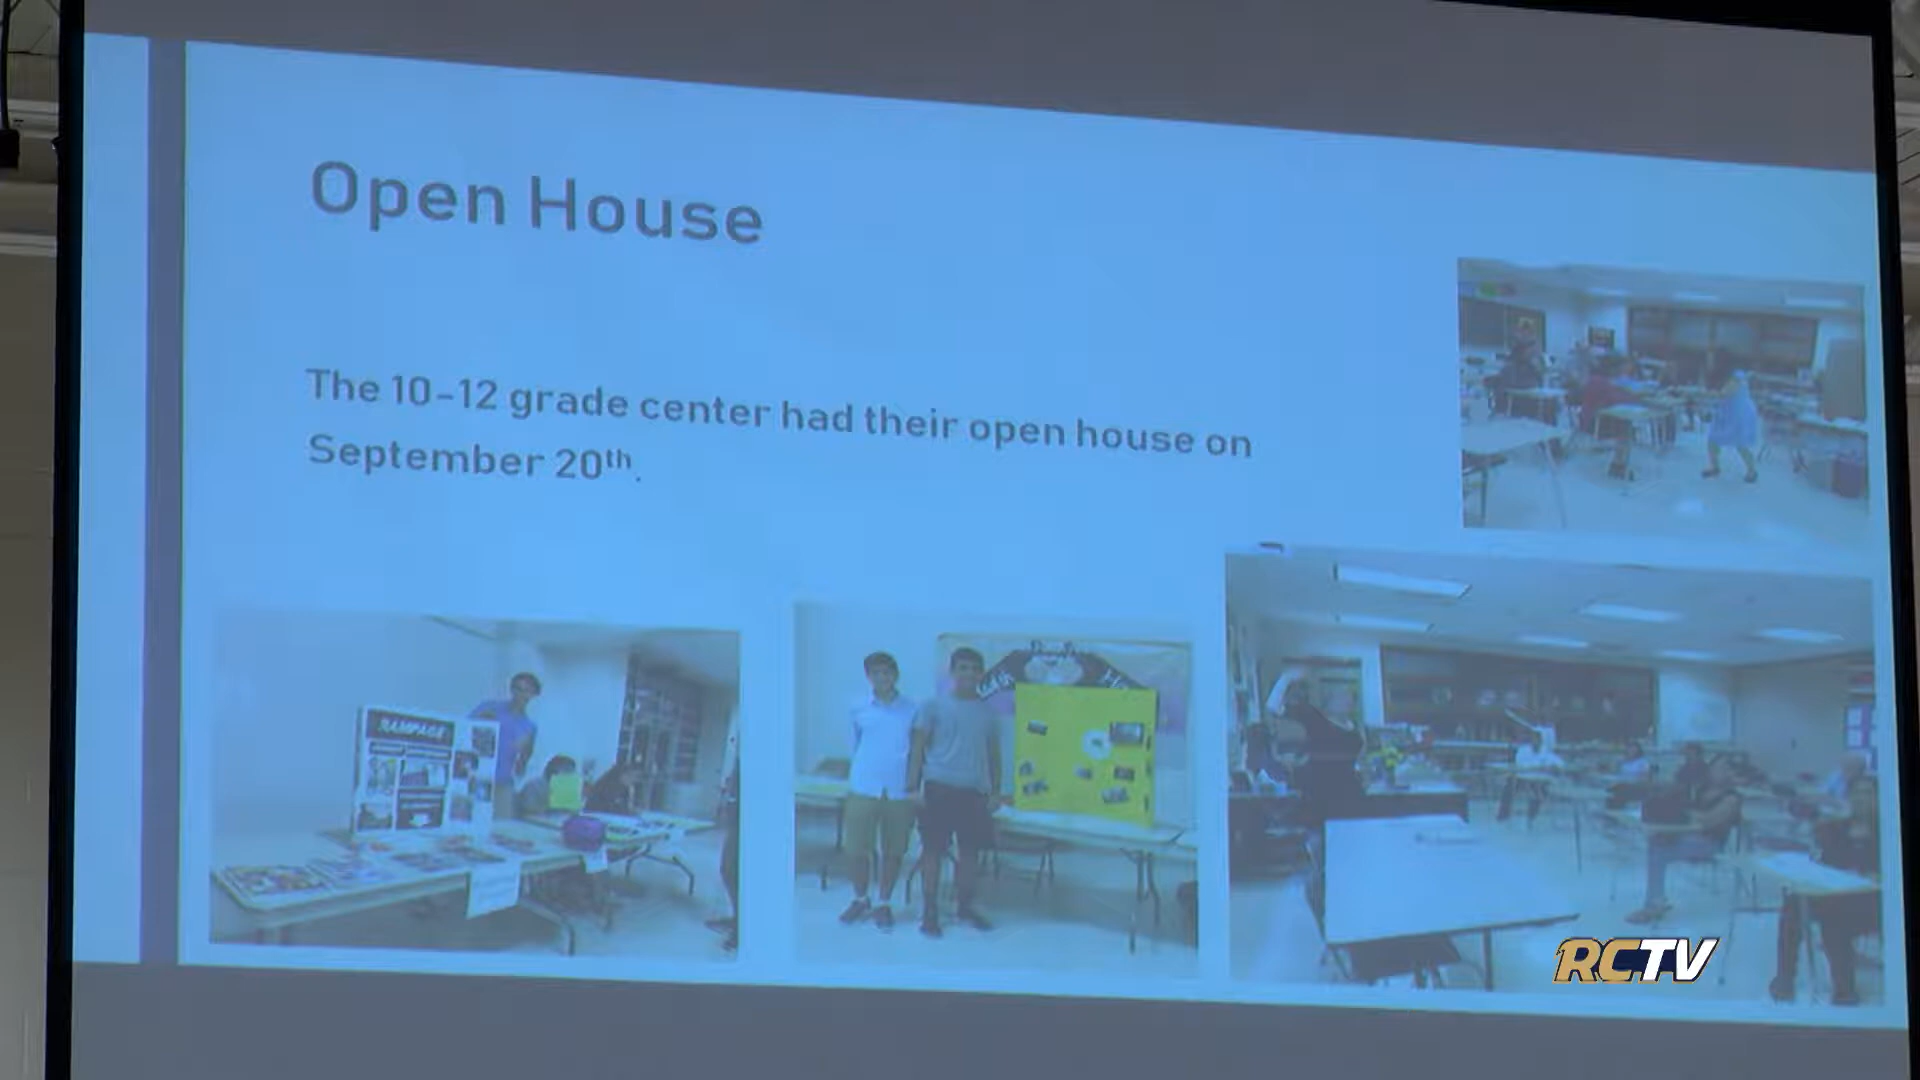 Open House
The 10-12 grade center had their open house on
September 20th.
RAMPAGE
RCTV